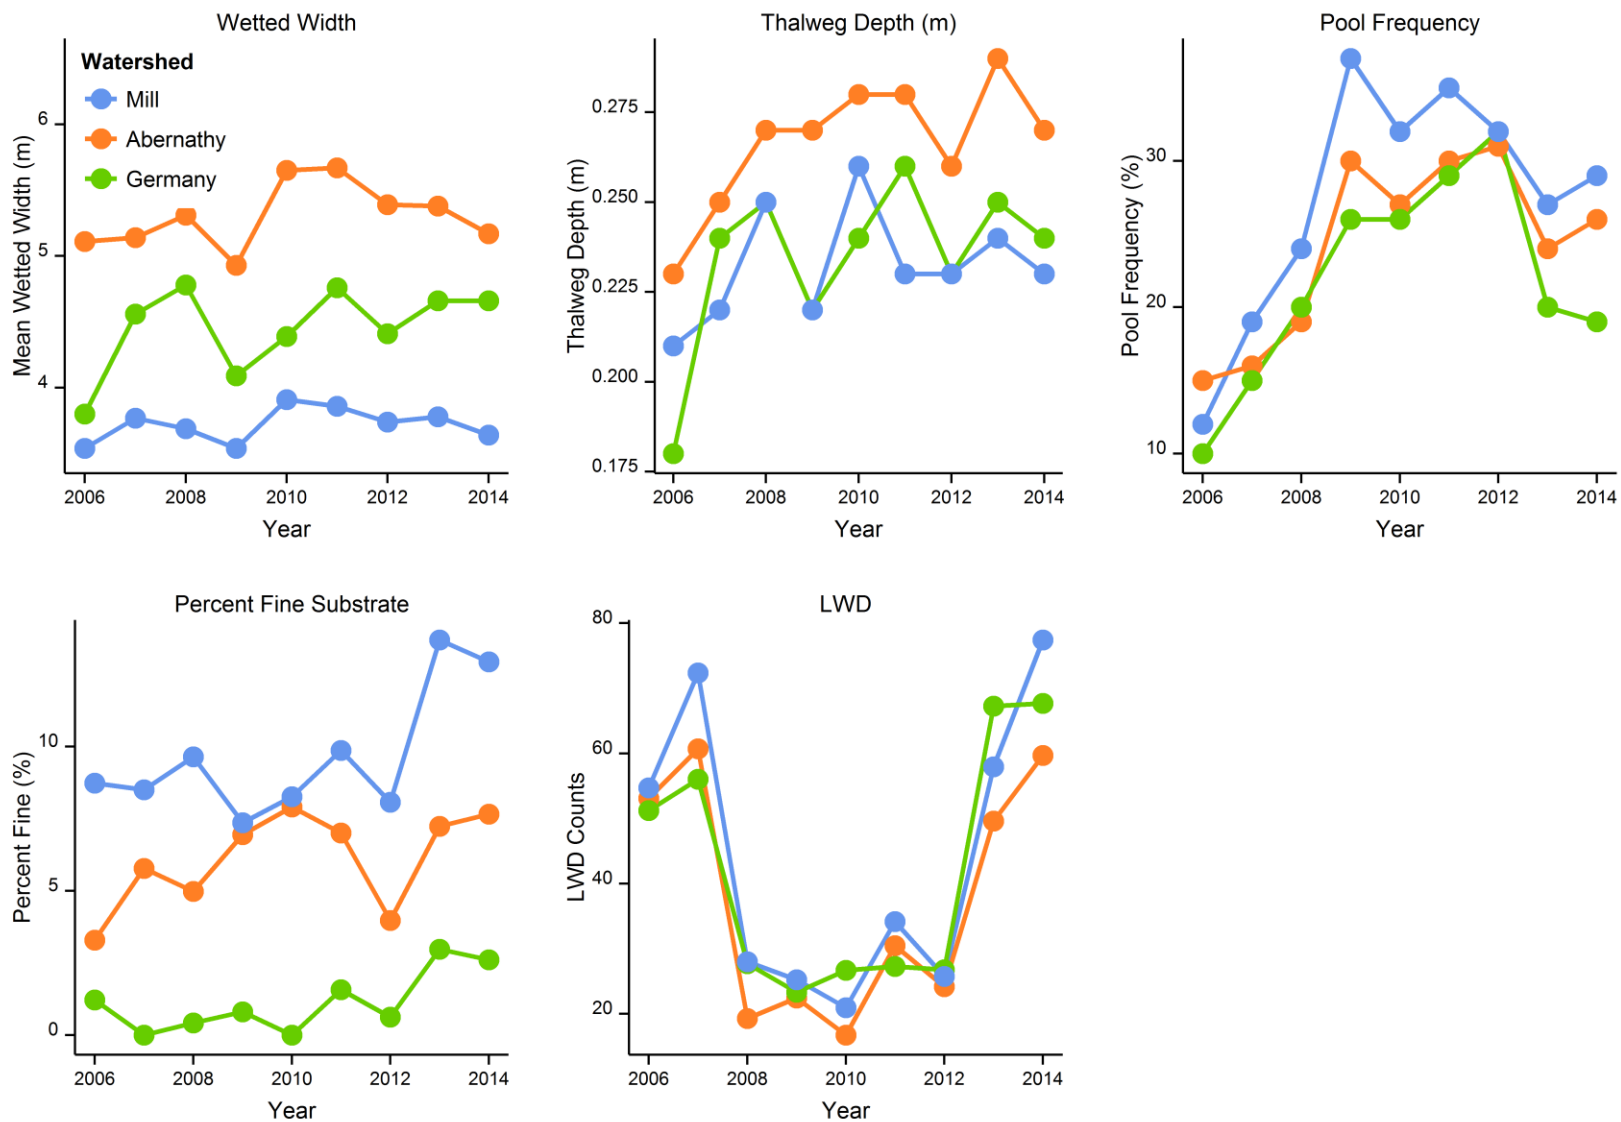 Wetted Width
Mean Wetted Width (m)
6
5
4
Watershed
Mill
Abernathy
Germany
2006 2008 2010 2012 2014
Year
Thalweg Depth (m)
Thalweg Depth (m)
0.275
0.250
0.225
0.200
0.175
2006 2008 2010 2012 2014
Year
Pool Frequency
Pool Frequency (%)
30
20
10
2006 2008 2010 2012 2014
Year
Percent Fine Substrate
Percent Fine (%)
10
5
0
2006 2008 2010 2012 2014
Year
LWD
LWD Counts
80
60
40
20
2006 2008 2010 2012 2014
Year